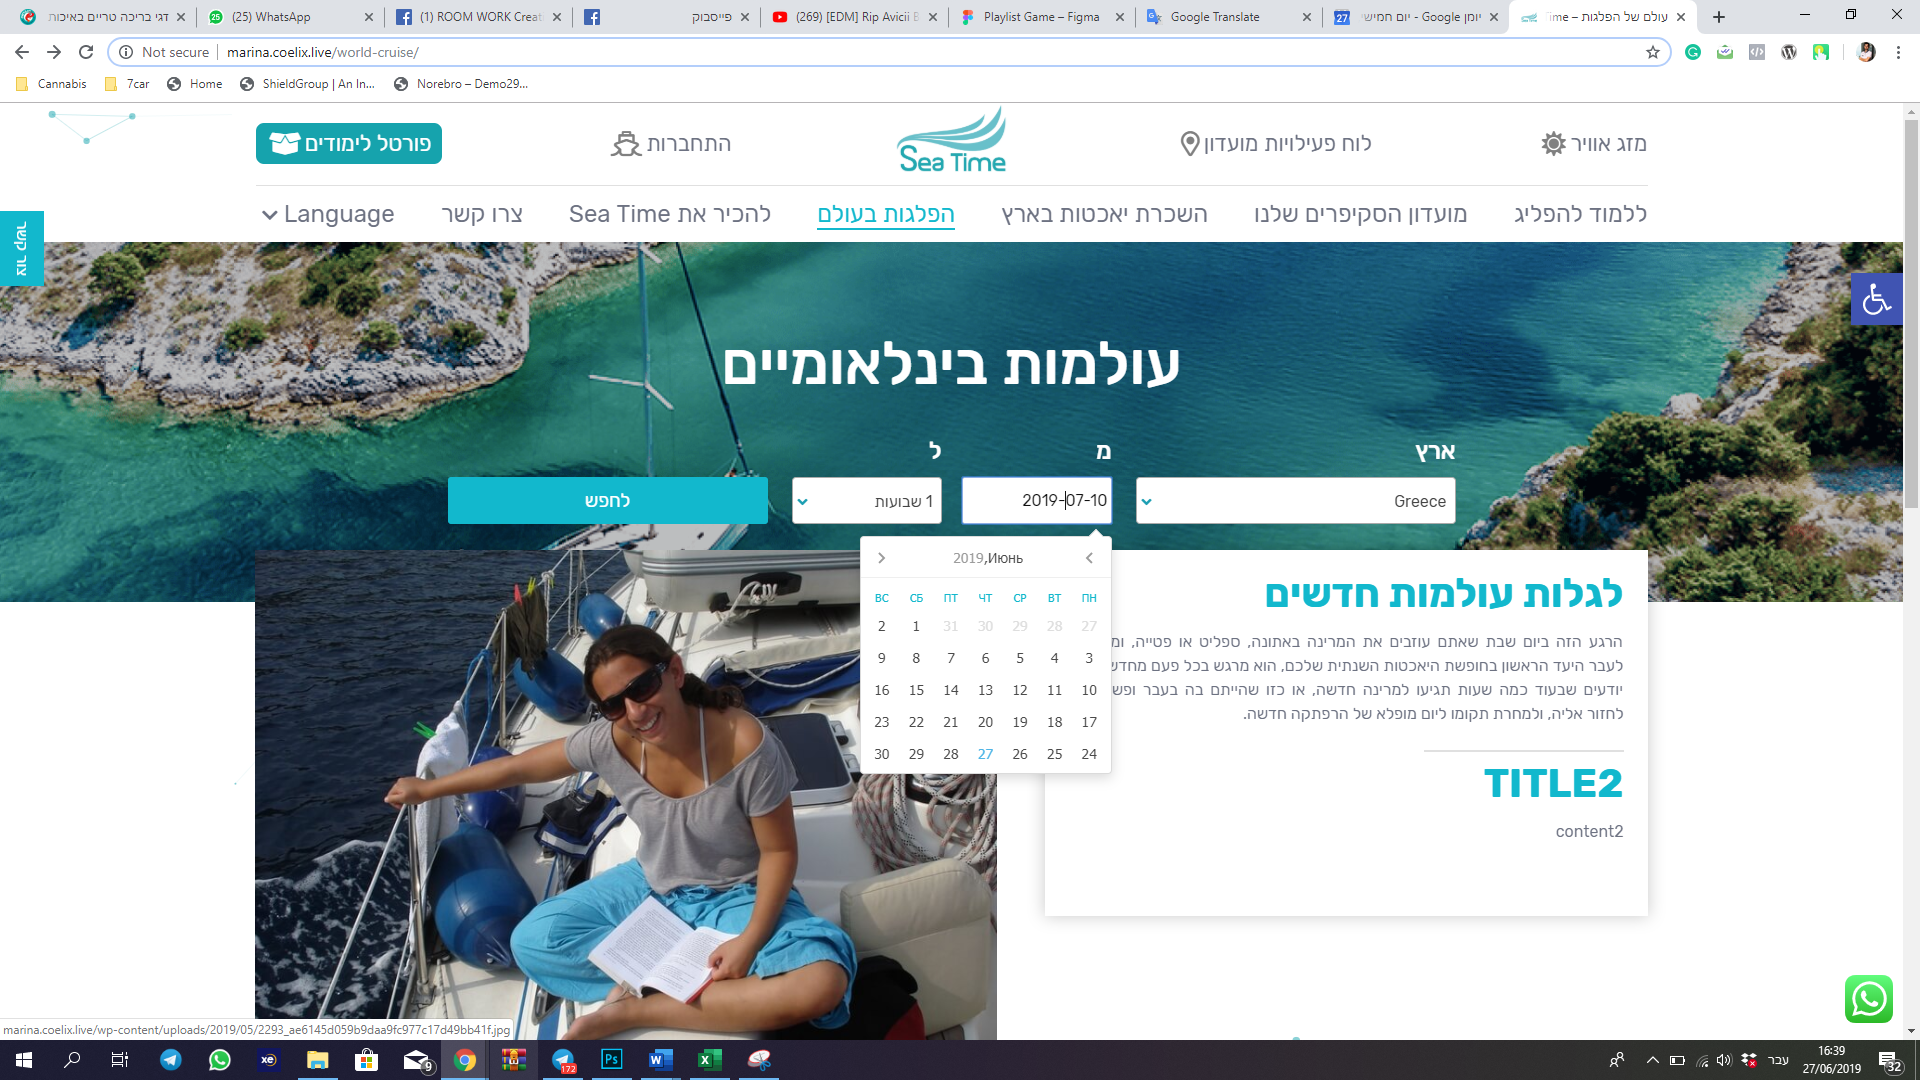 דגי בריכה טריים באיכות
(25) WhatsApp
(1) ROOM WORK Creat
פייסבוק
(269) [EDM] Rip Avicii B
Playlist Game – Figma
Google Translate
יומן Google - יום חמישי
עולם של הפלגות – Time
Not secure
marina.coelix.live/world-cruise/
Cannabis
7car
Home
ShieldGroup | An In...
Norebro – Demo29...
מזג אוויר
לוח פעילויות מועדון
Sea Time
התחברות
פורטל לימודים
ללמוד להפליג
מועדון הסקיפרים שלנו
השכרת יאכטות בארץ
הפלגות בעולם
להכיר את Sea Time
צרו קשר
Language
צור קשר
עולמות בינלאומיים
ארץ
מ
ל
Greece
2019-07-10
1 שבועות
לחפש
2019,Июнь
ВС СБ ПТ ЧТ СР ВТ ПН
2 1 31 30 29 28 27
9 8 7 6 5 4 3
16 15 14 13 12 11 10
23 22 21 20 19 18 17
30 29 28 27 26 25 24
לגלות עולמות חדשים
הרגע הזה ביום שבת שאתם עוזבים את המרינה באתונה, ספליט או פטייה, ומ
לעבר היעד הראשון בחופשת היאכטות השנתית שלכם, הוא מרגש בכל פעם מחדש
יודעים שבעוד כמה שעות תגיעו למרינה חדשה, או כזו שהייתם בה בעבר ופש
לחזור אליה, ולמחרת תקומו ליום מופלא של הרפתקה חדשה.
TITLE2
content2
marina.coelix.live/wp-content/uploads/2019/05/2293_ae6145d059b9daa9fc977c17d49bb41f.jpg
xe
9
172
Ps
עבר
16:39
27/06/2019
32